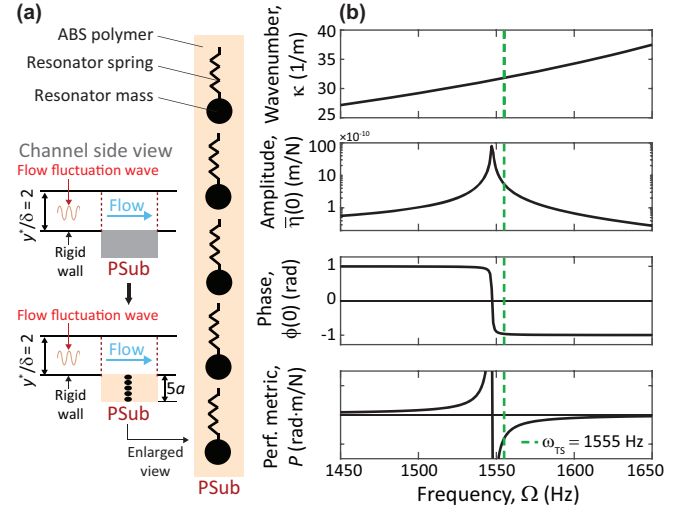 (a)
ABS polymer
Resonator spring
Resonator mass
Channel side view
Flow fluctuation wave
y*/δ = 2
Flow
Rigid
wall
PSub
Flow fluctuation wave
y*/δ = 2
Flow
Rigid
wall
5a
PSub
Enlarged
view
PSub
(b)
Wavenumber,
κ (1/m)
40
35
30
25
Amplitude,
η̅(0) (m/N)
×10⁻¹⁰
100
10
1
Phase,
ϕ(0) (rad)
1
0
-1
Perf. metric,
P (rad·m/N)
ω_TS = 1555 Hz
1450 1500 1550 1600 1650
Frequency, Ω (Hz)